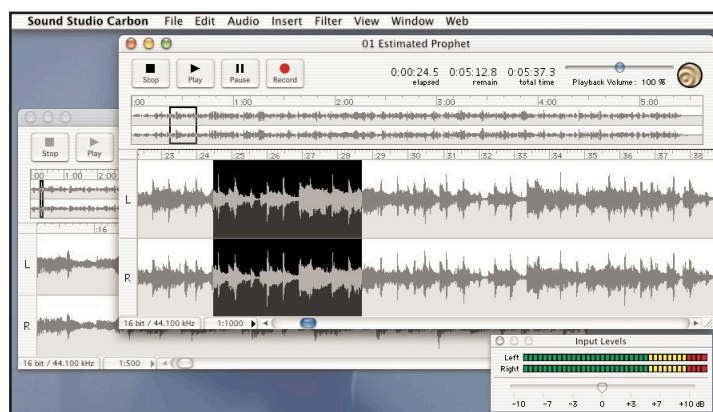 Sound Studio Carbon File Edit Audio Insert Filter View Window Web
01 Estimated Prophet
Stop Play Pause Record
0:00:24.5 0:05:12.8 0:05:37.3
elapsed remain total time Playback Volume: 100 %
:00 1:00 2:00 3:00 4:00 5:00
:23 :24 :25 :26 :27 :28 :29 :30 :31 :32 :33 :34 :35 :36 :37 :38
L
R
16 bit / 44.100 kHz 1:1000
Stop Play
:00 1:00 2:00
:16
L
R
16 bit / 44.100 kHz 1:500
Input Levels
Left
Right
-10 -7 -3 0 +3 +7 +10 dB